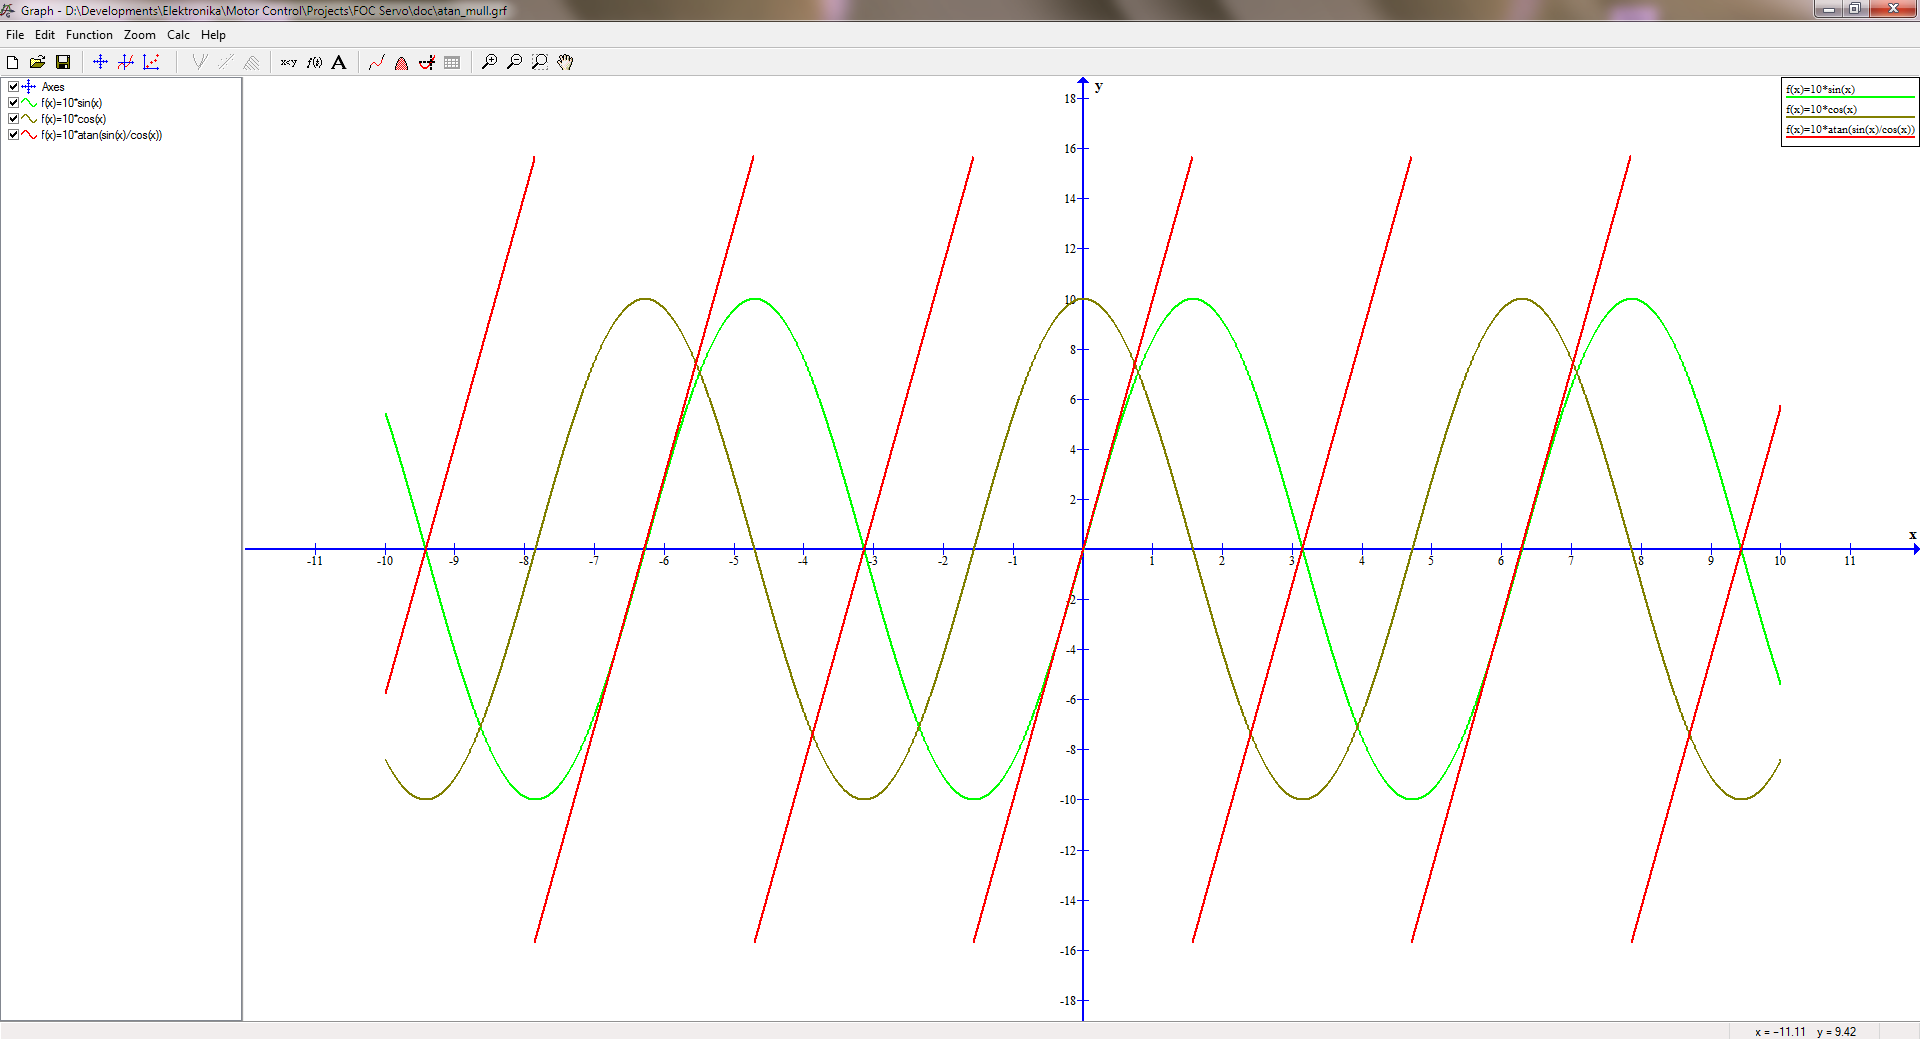 Graph - D:\Developments\Elektronika\Motor Control\Projects\FOC Servo\doc\atan_mull.grf
File Edit Function Zoom Calc Help
x<y f(x) A
Axes
f(x)=10*sin(x)
f(x)=10*cos(x)
f(x)=10*atan(sin(x)/cos(x))
y
f(x)=10*sin(x)
f(x)=10*cos(x)
f(x)=10*atan(sin(x)/cos(x))
18
16
14
12
10
8
6
4
2
x
-11 -10 -9 -8 -7 -6 -5 -4 -3 -2 -1 1 2 3 4 5 6 7 8 9 10 11
-2
-4
-6
-8
-10
-12
-14
-16
-18
x = -11.11 y = 9.42